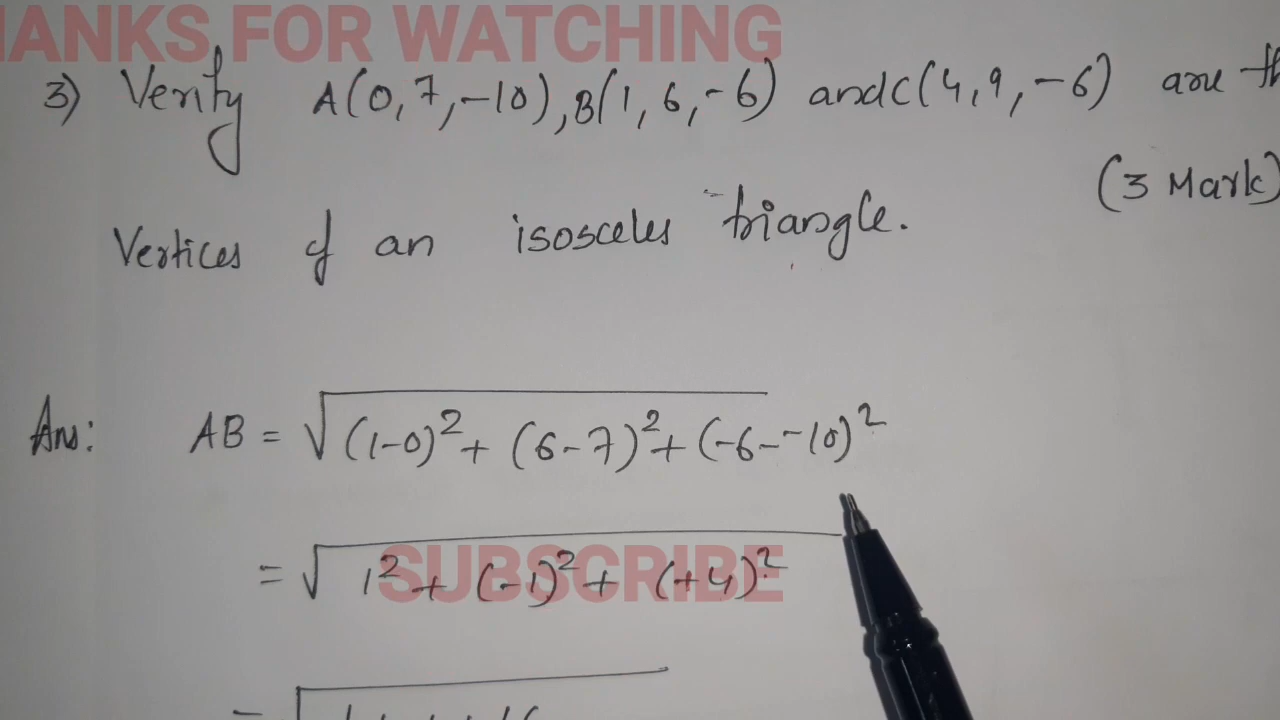 HANKS FOR WATCHING
3) Verify A(0,7,-10), B(1,6,-6) and C(4,9,-6) are th
(3 Mark)
Vertices of an isosceles triangle.
Ans: AB = √(1-0)²+(6-7)²+(-6--10)²
= √1²+(-1)²+(+4)²
SUBSCRIBE
= √